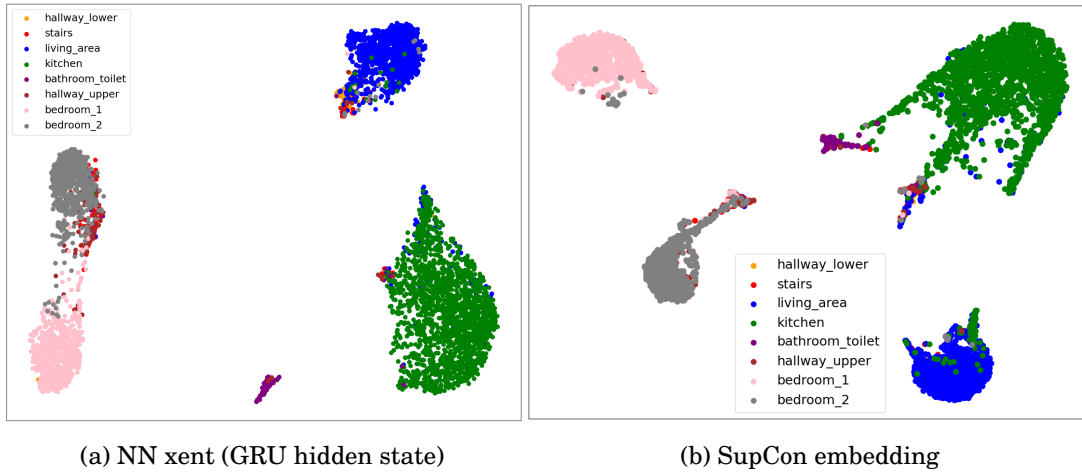 hallway_lower
stairs
living_area
kitchen
bathroom_toilet
hallway_upper
bedroom_1
bedroom_2
hallway_lower
stairs
living_area
kitchen
bathroom_toilet
hallway_upper
bedroom_1
bedroom_2
(a) NN xent (GRU hidden state)
(b) SupCon embedding